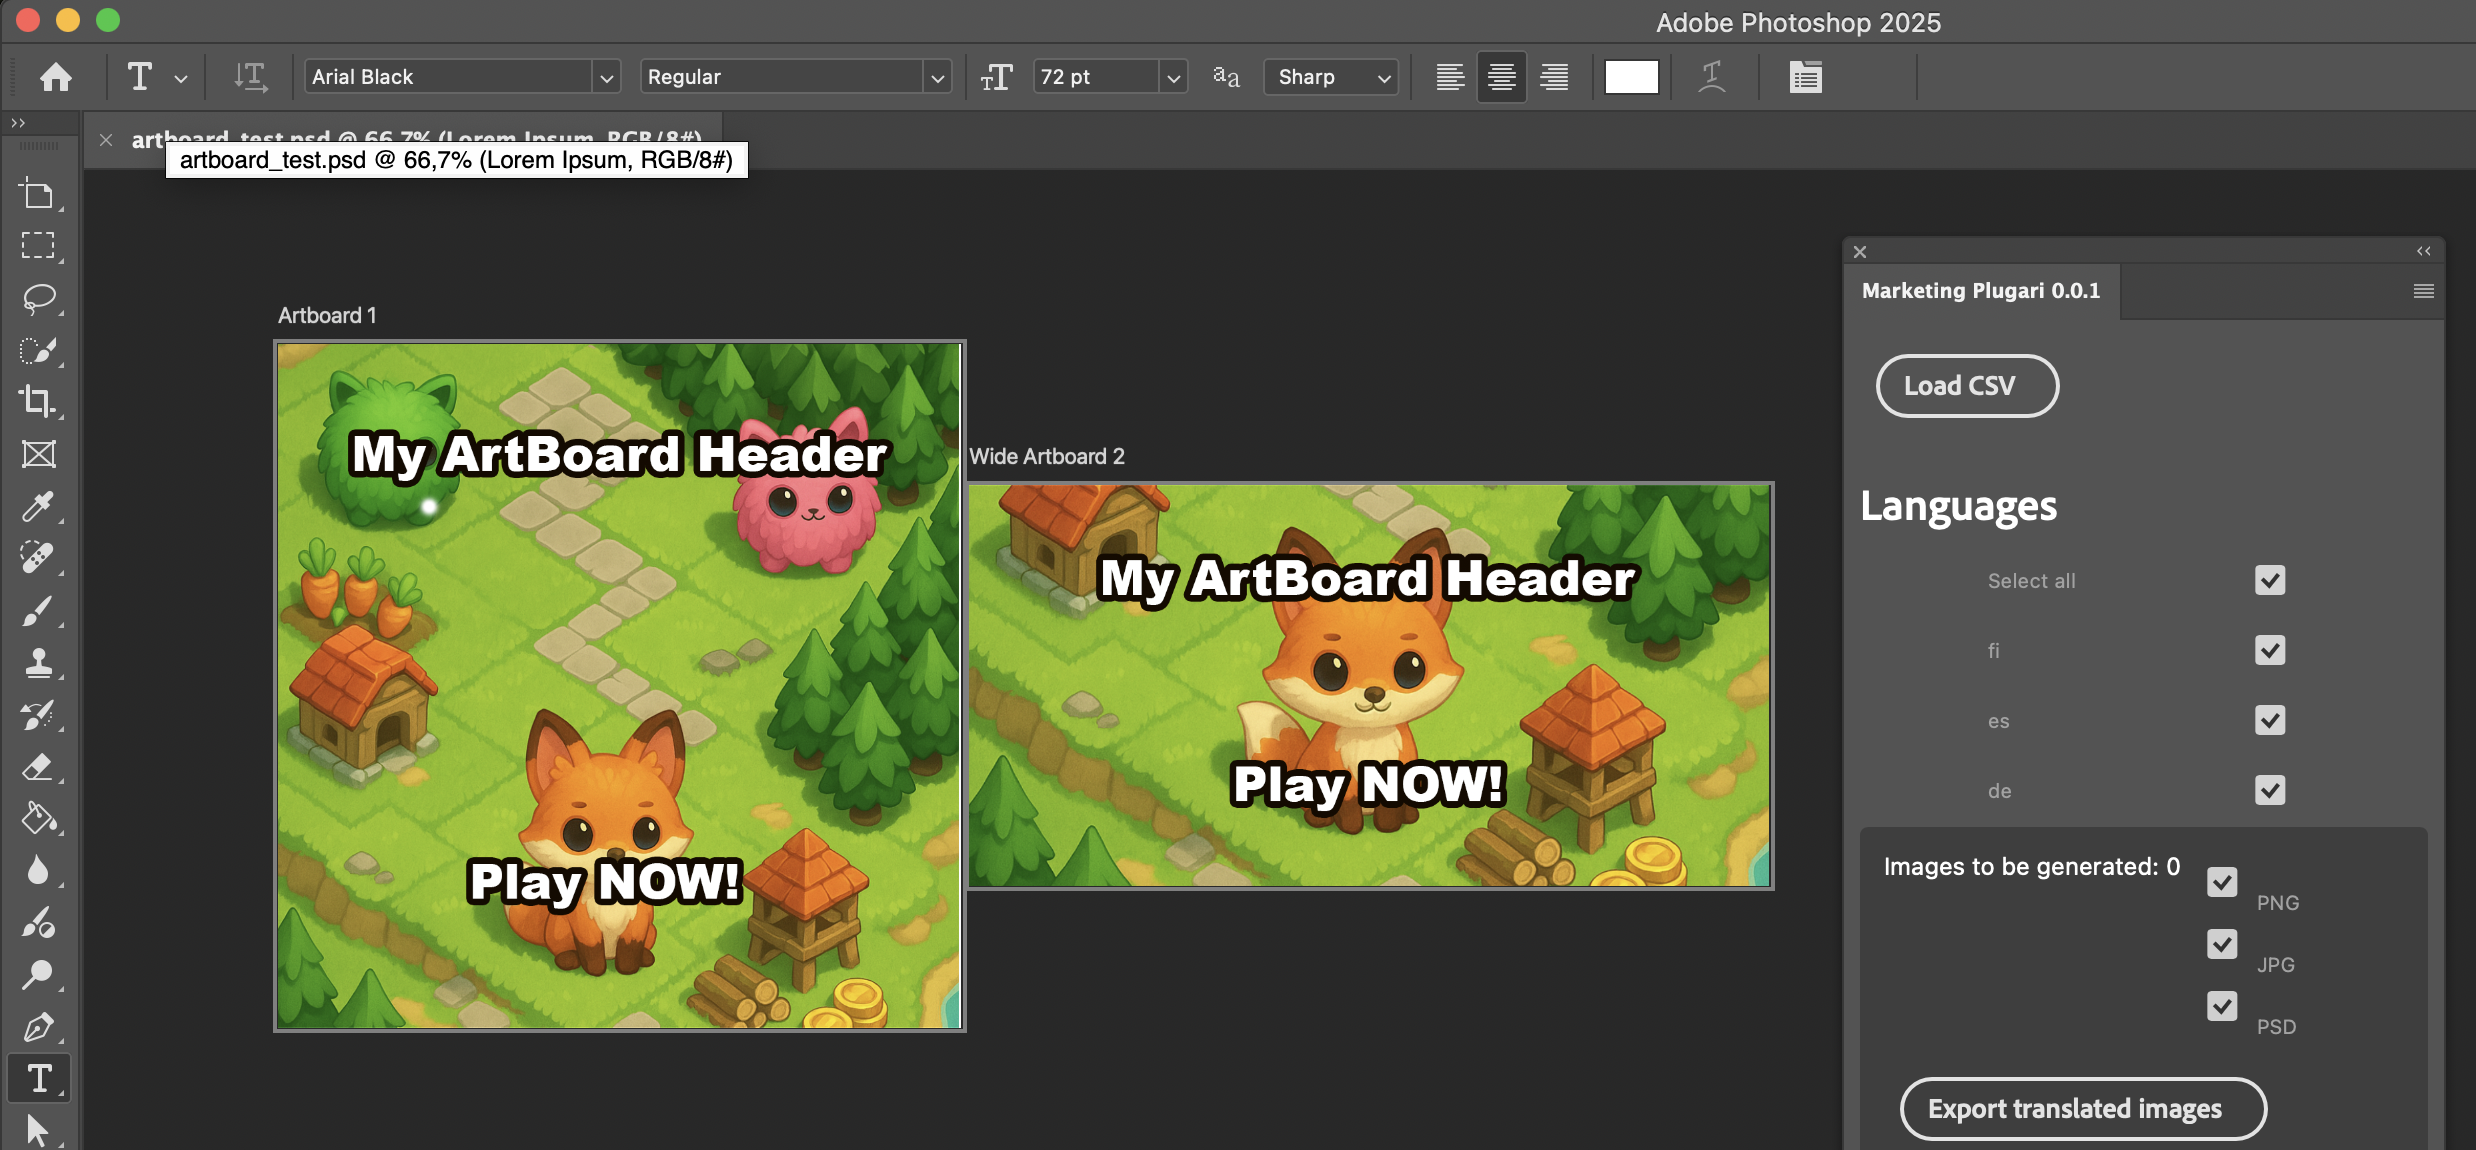 Adobe Photoshop 2025
Arial Black
Regular
72 pt
Sharp
artboard_test.psd @ 66,7% (Lorem Ipsum, RGB/8#)
artboard_test.psd @ 66,7% (Lorem Ipsum, RGB/8#)
Artboard 1
My ArtBoard Header
Play NOW!
Wide Artboard 2
My ArtBoard Header
Play NOW!
Marketing Plugari 0.0.1
Load CSV
Languages
Select all
fi
es
de
Images to be generated: 0
PNG
JPG
PSD
Export translated images